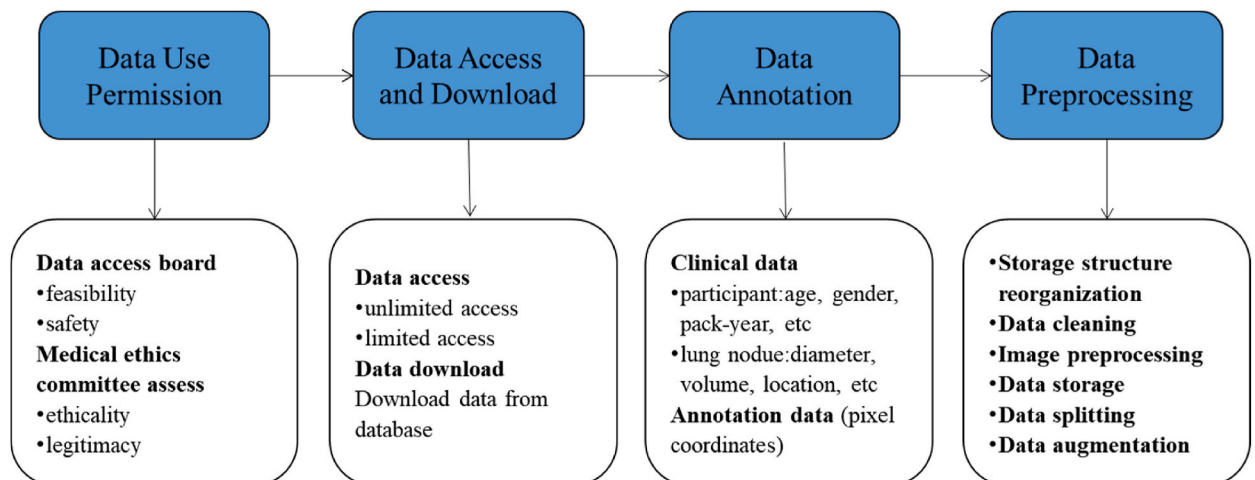 Data Use
Permission
Data Access
and Download
Data
Annotation
Data
Preprocessing
Data access board
•feasibility
•safety
Medical ethics
committee assess
•ethicality
•legitimacy
Data access
•unlimited access
•limited access
Data download
Download data from
database
Clinical data
•participant:age, gender,
pack-year, etc
•lung nodue:diameter,
volume, location, etc
Annotation data (pixel
coordinates)
•Storage structure
reorganization
•Data cleaning
•Image preprocessing
•Data storage
•Data splitting
•Data augmentation